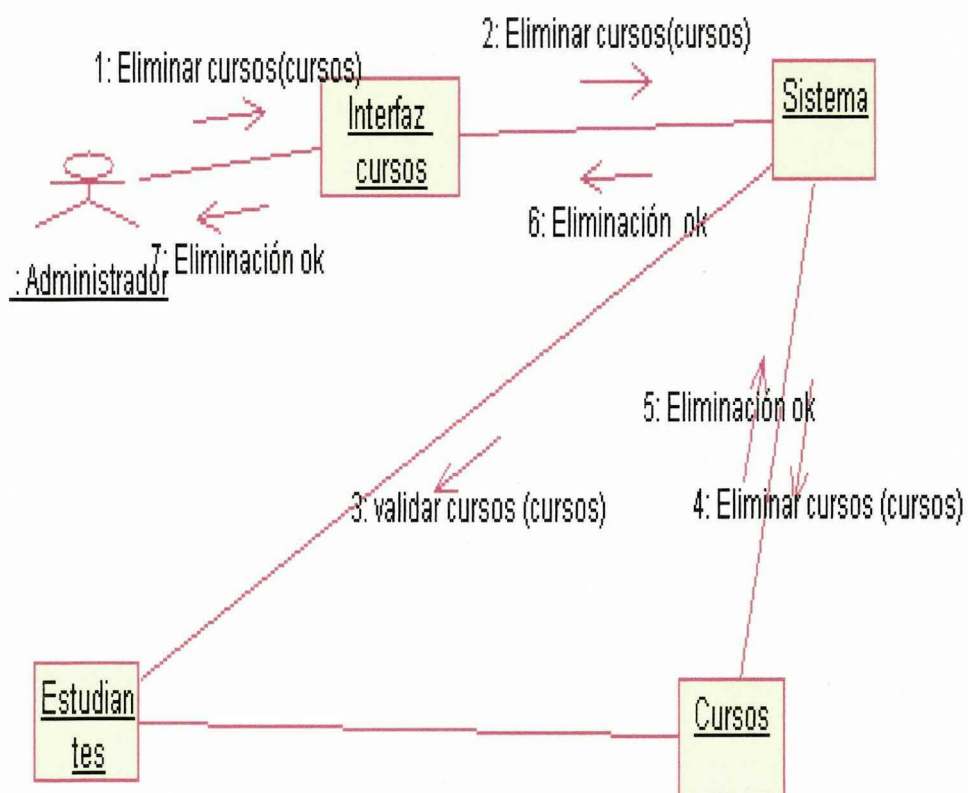 2: Eliminar cursos(cursos)
1: Eliminar cursos(cursos)
Interfaz
cursos
Sistema
6: Eliminación ok
7: Eliminación ok
: Administrador
5: Eliminación ok
3: validar cursos (cursos)
4: Eliminar cursos (cursos)
Estudian
tes
Cursos